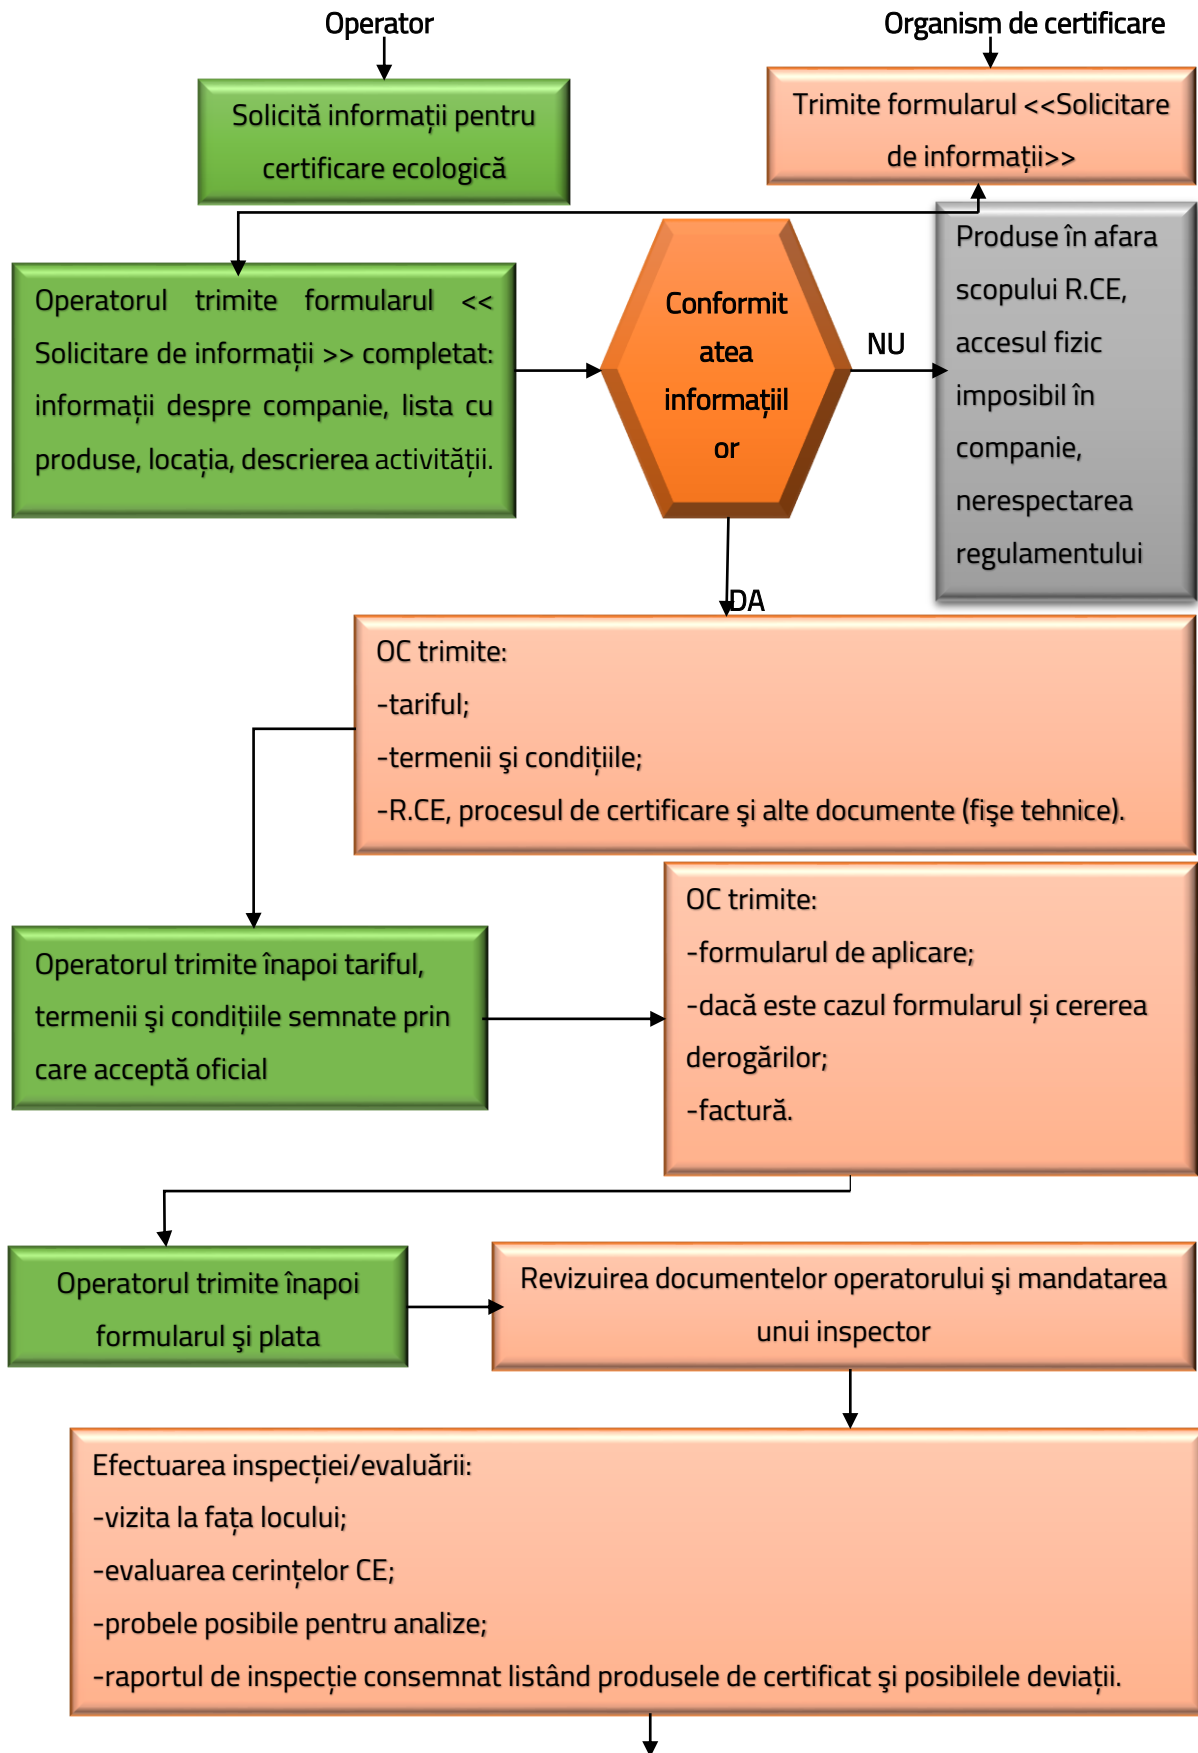 Operator
Organism de certificare
Solicită informații pentru
certificare ecologică
Trimite formularul <<Solicitare
de informații>>
Operatorul trimite formularul <<
Solicitare de informații >> completat:
informații despre companie, lista cu
produse, locația, descrierea activității.
Conformit
atea
informațiil
or
NU
Produse în afara
scopului R.CE,
accesul fizic
imposibil în
companie,
nerespectarea
regulamentului
DA
OC trimite:
-tariful;
-termenii şi condițiile;
-R.CE, procesul de certificare şi alte documente (fişe tehnice).
Operatorul trimite înapoi tariful,
termenii şi condițiile semnate prin
care acceptă oficial
OC trimite:
-formularul de aplicare;
-dacă este cazul formularul și cererea
derogărilor;
-factură.
Operatorul trimite înapoi
formularul şi plata
Revizuirea documentelor operatorului şi mandatarea
unui inspector
Efectuarea inspecției/evaluării:
-vizita la fața locului;
-evaluarea cerințelor CE;
-probele posibile pentru analize;
-raportul de inspecție consemnat listând produsele de certificat şi posibilele deviații.